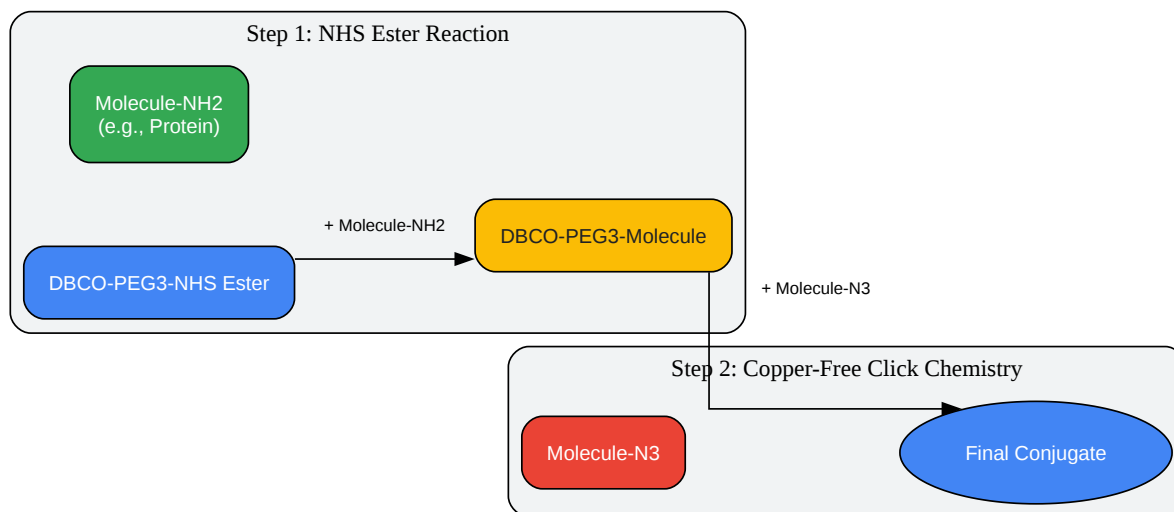 Step 1: NHS Ester Reaction
Molecule-NH2
(e.g., Protein)
+ Molecule-NH2
DBCO-PEG3-Molecule
DBCO-PEG3-NHS Ester
+ Molecule-N3
Step 2: Copper-Free Click Chemistry
Molecule-N3
Final Conjugate